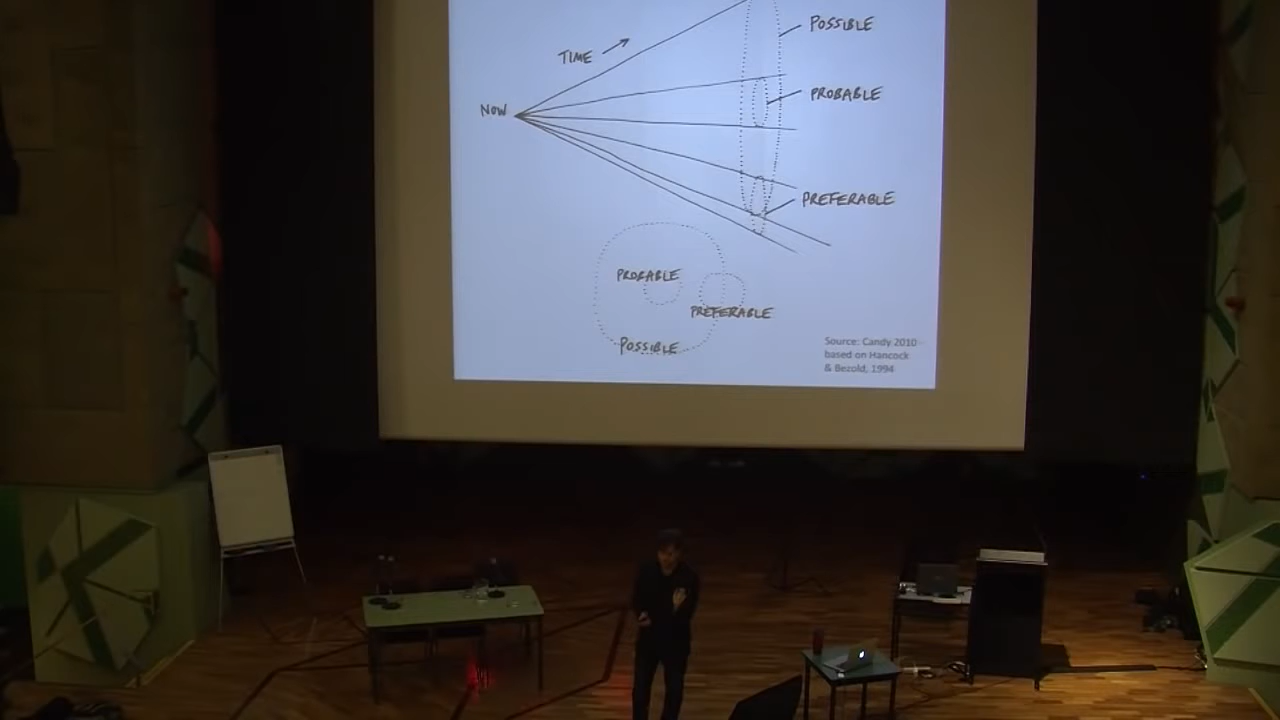 POSSIBLE
TIME
PROBABLE
NOW
PREFERABLE
PROBABLE
PREFERABLE
POSSIBLE
Source: Candy 2010
based on Hancock
& Bezold, 1994